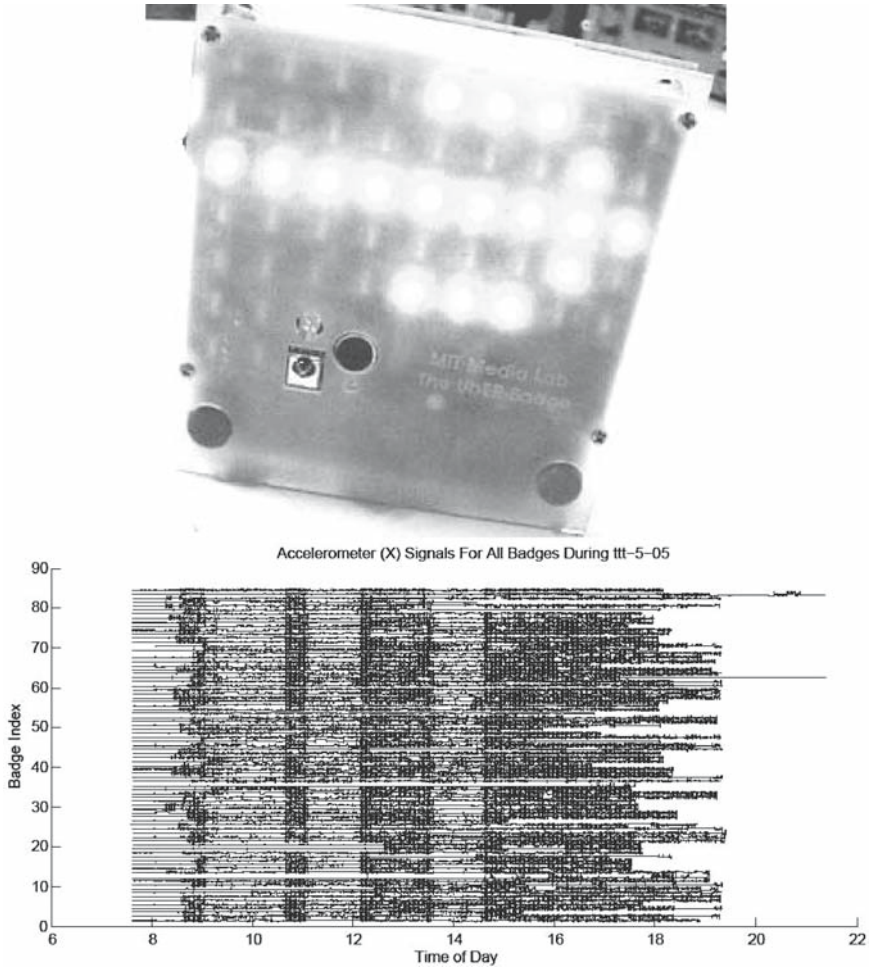 MIT Media Lab
The UbER-Badge
Accelerometer (X) Signals For All Badges During ttt-5-05
Badge Index
90
80
70
60
50
40
30
20
10
0
6 8 10 12 14 16 18 20 22
Time of Day